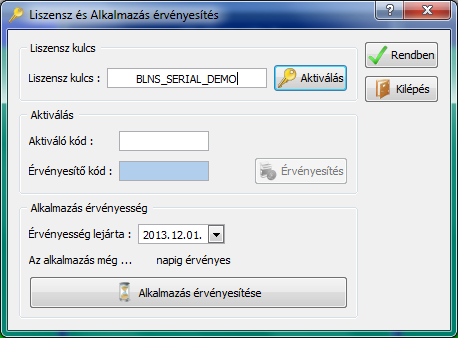 Liszensz és Alkalmazás érvényesítés
Liszensz kulcs
Liszensz kulcs : BLNS_SERIAL_DEMO Aktiválás
Rendben
Kilépés
Aktiválás
Aktiváló kód :
Érvényesítő kód : Érvényesítés
Alkalmazás érvényesség
Érvényesség lejárta : 2013.12.01.
Az alkalmazás még ... napig érvényes
Alkalmazás érvényesítése